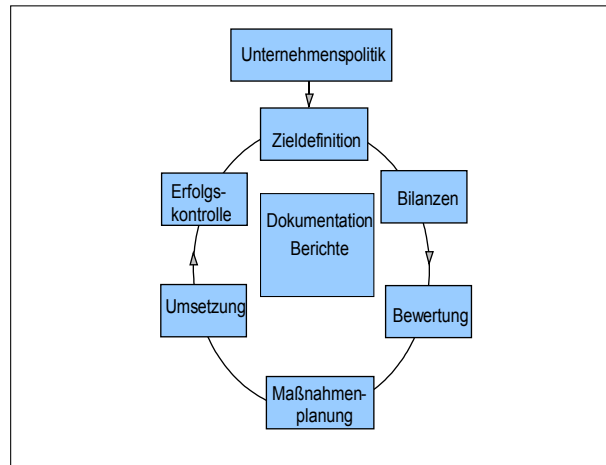 Unternehmenspolitik
Zieldefinition
Erfolgs-
kontrolle
Bilanzen
Dokumentation
Berichte
Umsetzung
Bewertung
Maßnahmen-
planung